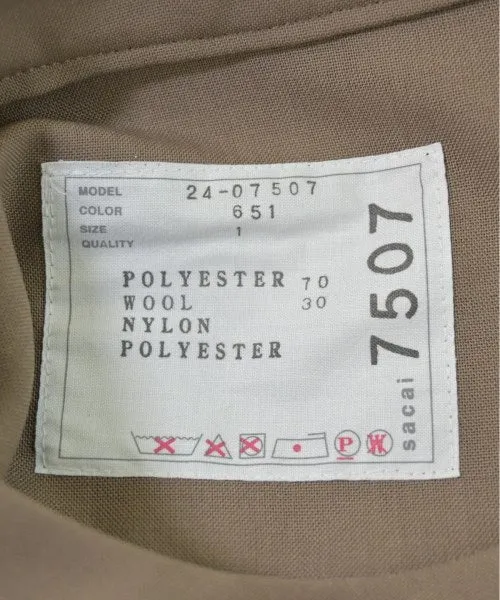 MODEL 24-07507
COLOR 651
SIZE 1
QUALITY
POLYESTER 70
WOOL 30
NYLON
POLYESTER
P W
sacai 7507